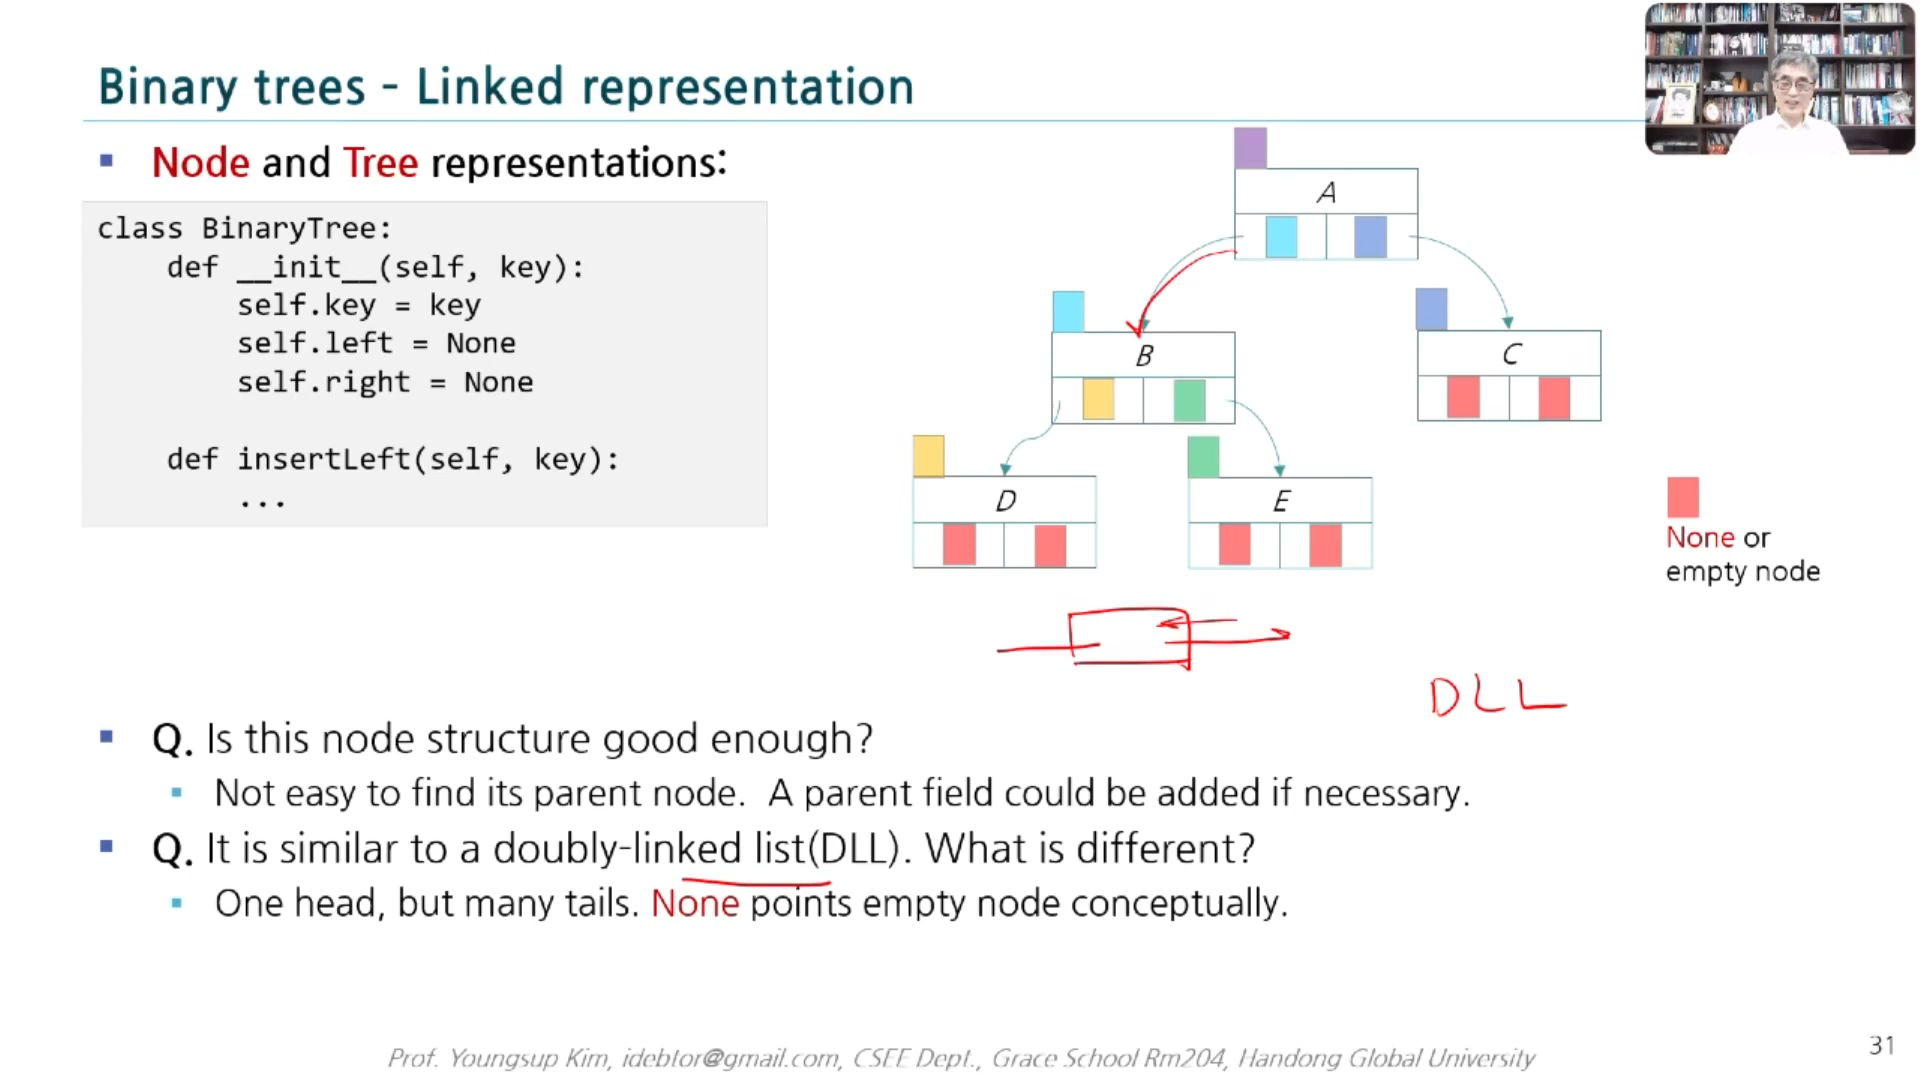 Binary trees - Linked representation
Node and Tree representations:
class BinaryTree:
    def __init__(self, key):
        self.key = key
        self.left = None
        self.right = None
    def insertLeft(self, key):
        ...
A
B
C
D
E
None or
empty node
DLL
Q. Is this node structure good enough?
Not easy to find its parent node.  A parent field could be added if necessary.
Q. It is similar to a doubly-linked list(DLL). What is different?
One head, but many tails. None points empty node conceptually.
Prof. Youngsup Kim, idebtor@gmail.com, CSEE Dept., Grace School Rm204, Handong Global University
31